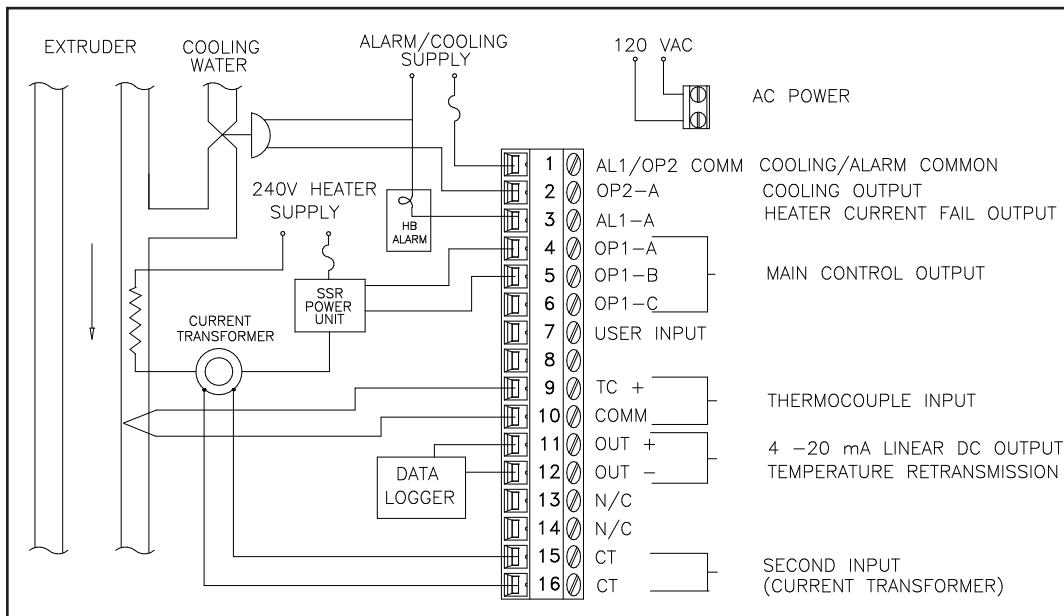 EXTRUDER
COOLING
WATER
ALARM/COOLING
SUPPLY
120 VAC
AC POWER
240V HEATER
SUPPLY
HB
ALARM
SSR
POWER
UNIT
CURRENT
TRANSFORMER
DATA
LOGGER
1 AL1/OP2 COMM COOLING/ALARM COMMON
2 OP2-A COOLING OUTPUT
3 AL1-A HEATER CURRENT FAIL OUTPUT
4 OP1-A
5 OP1-B
MAIN CONTROL OUTPUT
6 OP1-C
7 USER INPUT
8
9 TC +
THERMOCOUPLE INPUT
10 COMM
11 OUT + 4 -20 mA LINEAR DC OUTPUT
12 OUT - TEMPERATURE RETRANSMISSION
13 N/C
14 N/C
15 CT
16 CT
SECOND INPUT
(CURRENT TRANSFORMER)